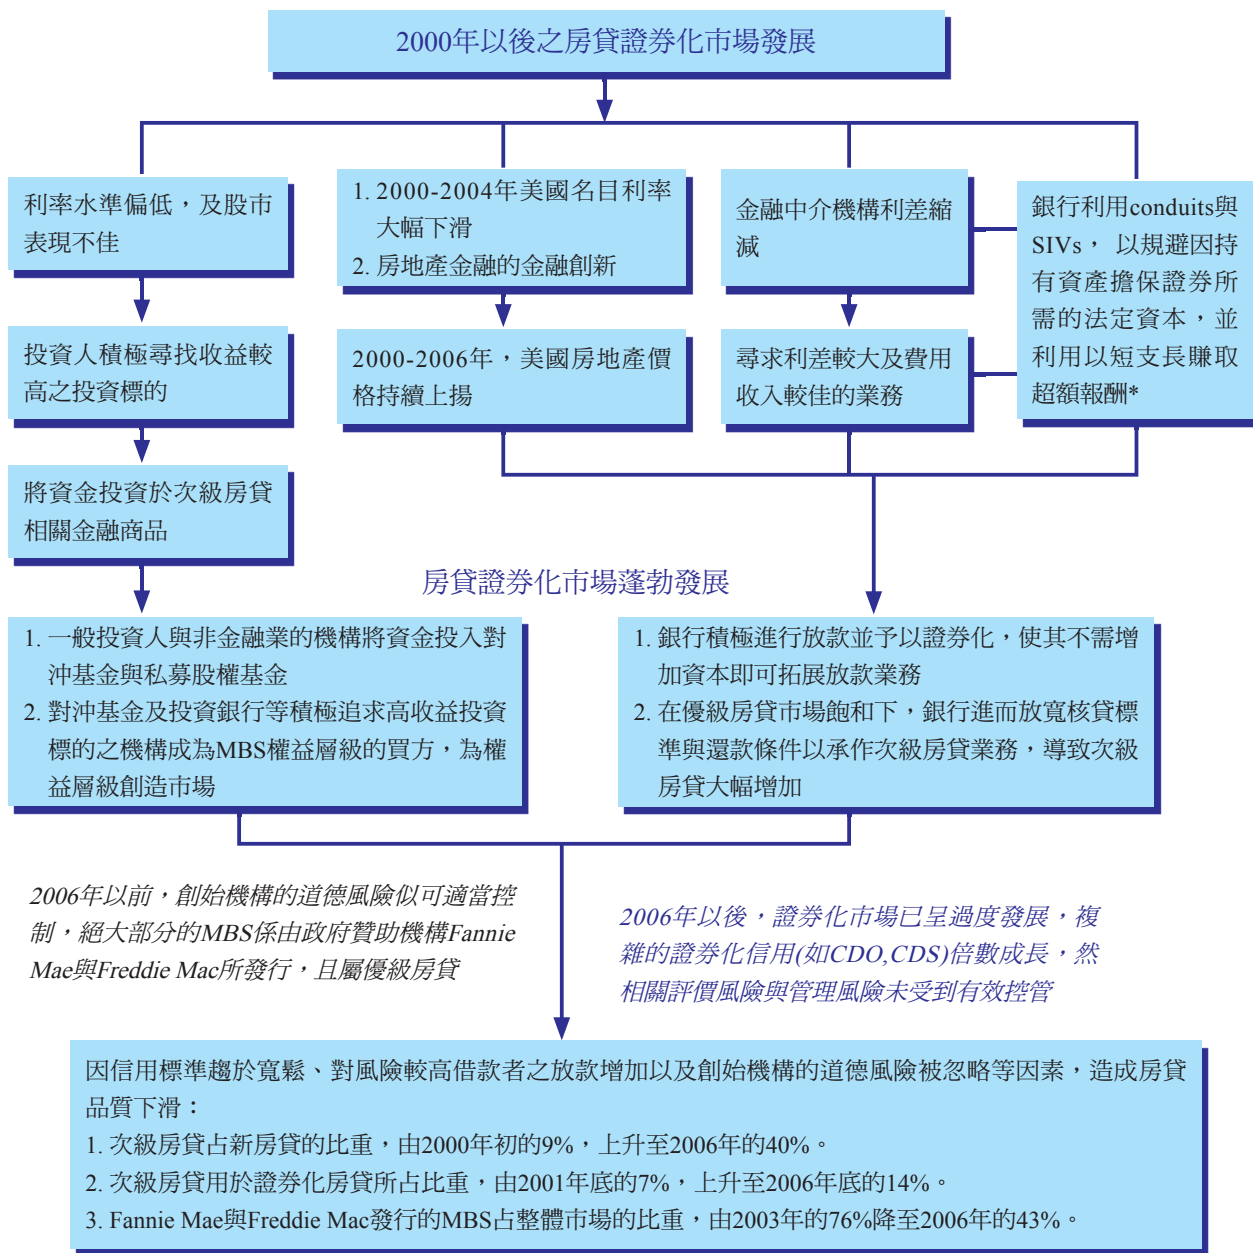 2000年以後之房貸證券化市場發展
利率水準偏低，及股市
表現不佳
投資人積極尋找收益較
高之投資標的
將資金投資於次級房貸
相關金融商品
1. 2000-2004年美國名目利率
大幅下滑
2. 房地產金融的金融創新
2000-2006年，美國房地產價
格持續上揚
金融中介機構利差縮
減
尋求利差較大及費用
收入較佳的業務
銀行利用conduits與
SIVs， 以規避因持
有資產擔保證券所
需的法定資本，並
利用以短支長賺取
超額報酬*
房貸證券化市場蓬勃發展
1. 一般投資人與非金融業的機構將資金投入對
沖基金與私募股權基金
2. 對沖基金及投資銀行等積極追求高收益投資
標的之機構成為MBS權益層級的買方，為權
益層級創造市場
1. 銀行積極進行放款並予以證券化，使其不需增
加資本即可拓展放款業務
2. 在優級房貸市場飽和下，銀行進而放寬核貸標
準與還款條件以承作次級房貸業務，導致次級
房貸大幅增加
2006年以前，創始機構的道德風險似可適當控
制，絕大部分的MBS係由政府贊助機構Fannie
Mae與Freddie Mac所發行，且屬優級房貸
2006年以後，證券化市場已呈過度發展，複
雜的證券化信用(如CDO,CDS)倍數成長，然
相關評價風險與管理風險未受到有效控管
因信用標準趨於寬鬆、對風險較高借款者之放款增加以及創始機構的道德風險被忽略等因素，造成房貸
品質下滑：
1. 次級房貸占新房貸的比重，由2000年初的9%，上升至2006年的40%。
2. 次級房貸用於證券化房貸所占比重，由2001年底的7%，上升至2006年底的14%。
3. Fannie Mae與Freddie Mac發行的MBS占整體市場的比重，由2003年的76%降至2006年的43%。